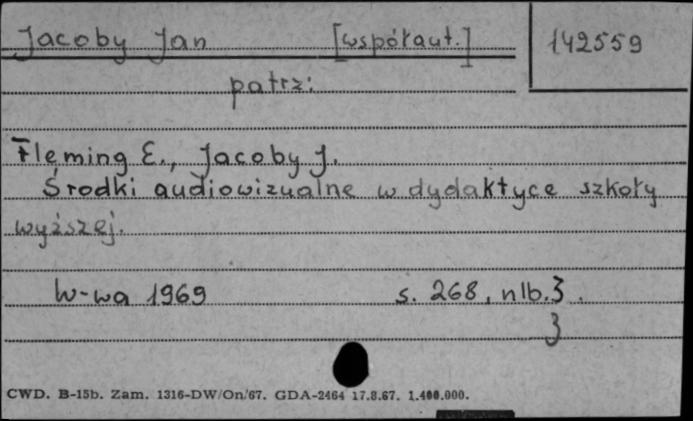 Jacoby Jan [współaut.] 142559
patrz:
Fleming E., Jacoby J.
Środki audiowizualne w dydaktyce szkoły
wyższej.
W-wa 1969 s. 268, nlb. 3.
3
CWD. B-15b. Zam. 1316-DW/On/67. GDA-2464 17.8.67. 1.400.000.